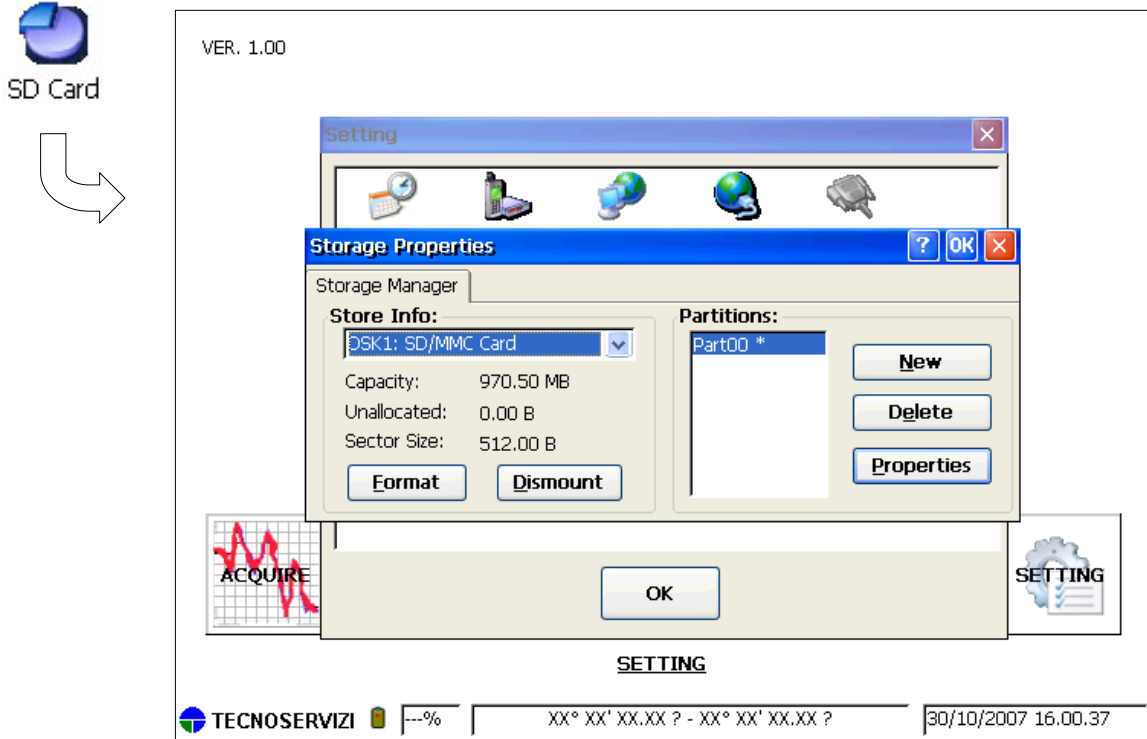 SD Card
VER. 1.00
Setting
Storage Properties
? OK
Storage Manager
Store Info:
DSK1: SD/MMC Card
Capacity: 970.50 MB
Unallocated: 0.00 B
Sector Size: 512.00 B
Format Dismount
Partitions:
Part00 *
New
Delete
Properties
ACQUIRE
OK
SETTING
SETTING
TECNOSERVIZI ---% XX° XX' XX.XX ? - XX° XX' XX.XX ? 30/10/2007 16.00.37